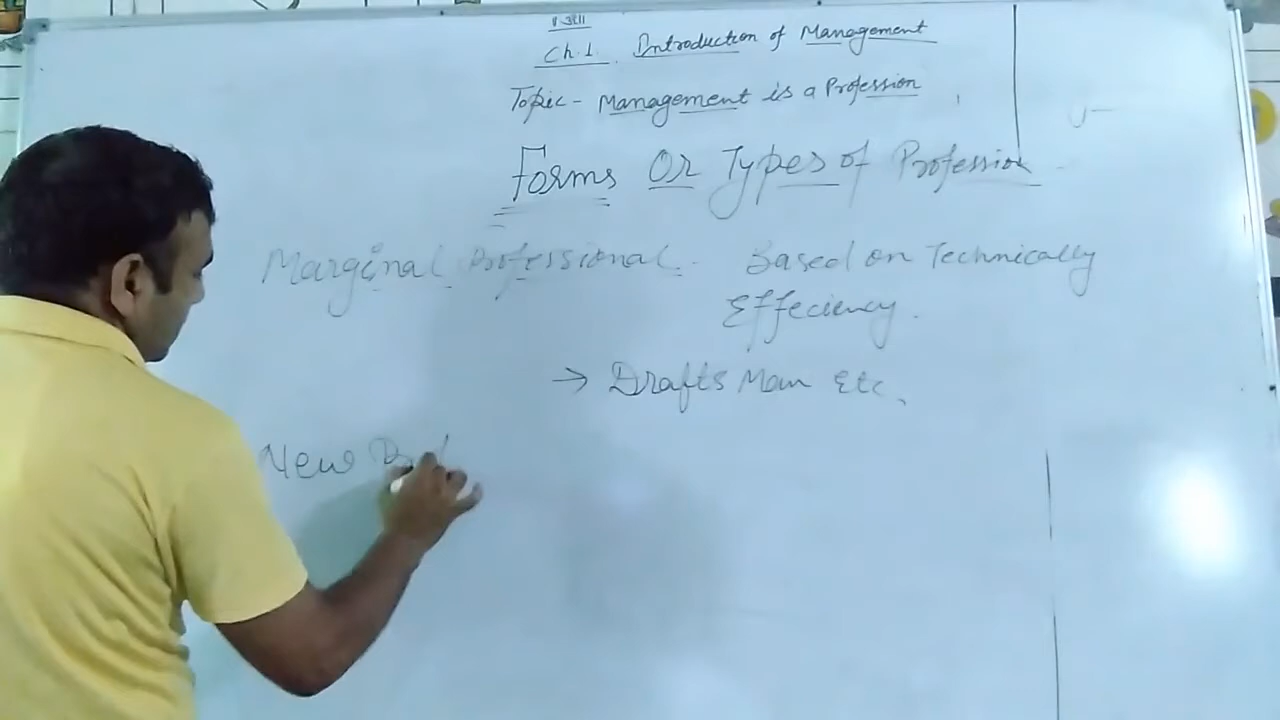 Ch.1. Introduction of Management
Topic - Management is a Profession
Forms Or Types of Profession
Marginal Professional. Based on Technically
Effeciency.
→ Drafts Man Etc.
New